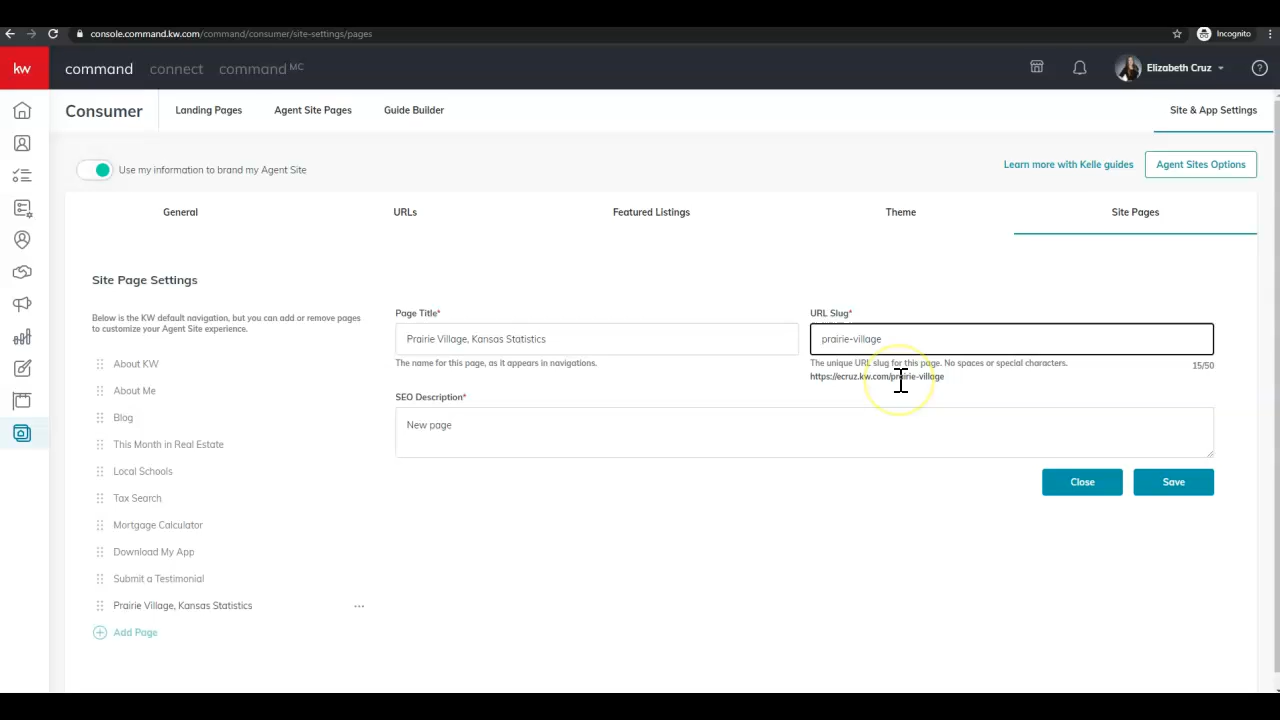 console.command.kw.com/command/consumer/site-settings/pages
Incognito
kw
command
connect
command MC
Elizabeth Cruz
Consumer
Landing Pages
Agent Site Pages
Guide Builder
Site & App Settings
Use my information to brand my Agent Site
Learn more with Kelle guides
Agent Sites Options
General
URLs
Featured Listings
Theme
Site Pages
Site Page Settings
Below is the KW default navigation, but you can add or remove pages
to customize your Agent Site experience.
About KW
About Me
Blog
This Month in Real Estate
Local Schools
Tax Search
Mortgage Calculator
Download My App
Submit a Testimonial
Prairie Village, Kansas Statistics
Add Page
Page Title*
Prairie Village, Kansas Statistics
The name for this page, as it appears in navigations.
URL Slug*
prairie-village
The unique URL slug for this page. No spaces or special characters.
15/50
https://ecruz.kw.com/prairie-village
SEO Description*
New page
Close
Save